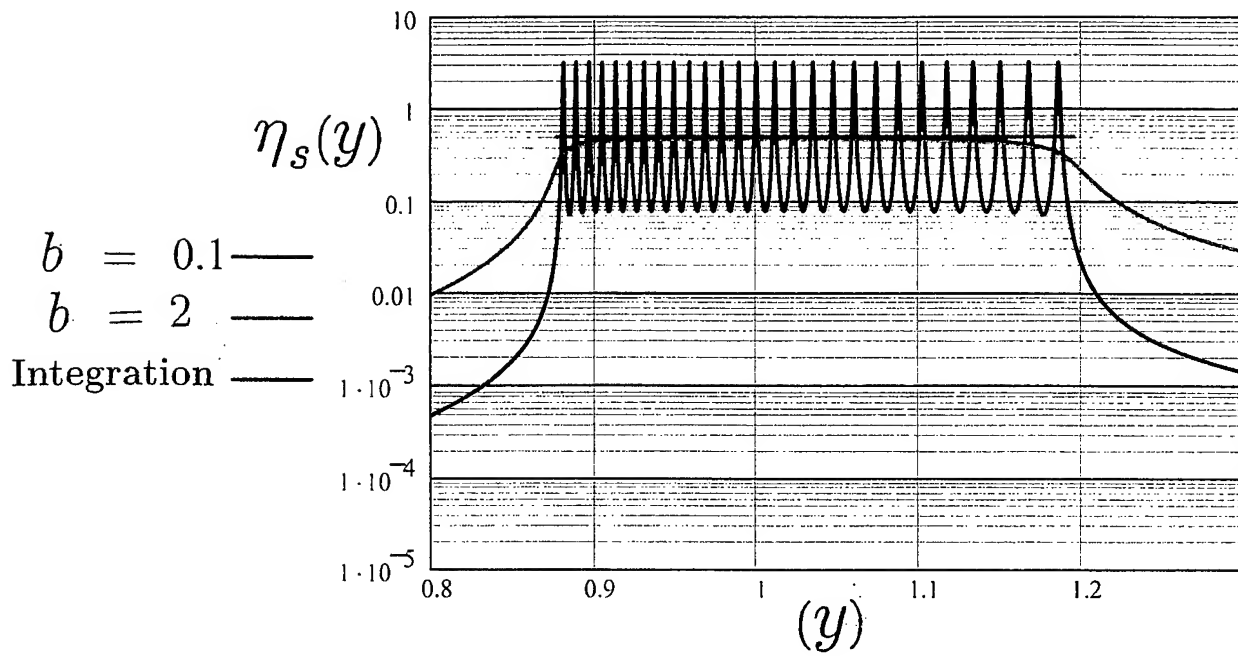 10
1
η_s(y)
0.1
b = 0.1
b = 2
0.01
Integration
1·10⁻³
1·10⁻⁴
1·10⁻⁵
0.8 0.9 1 1.1 1.2
(y)